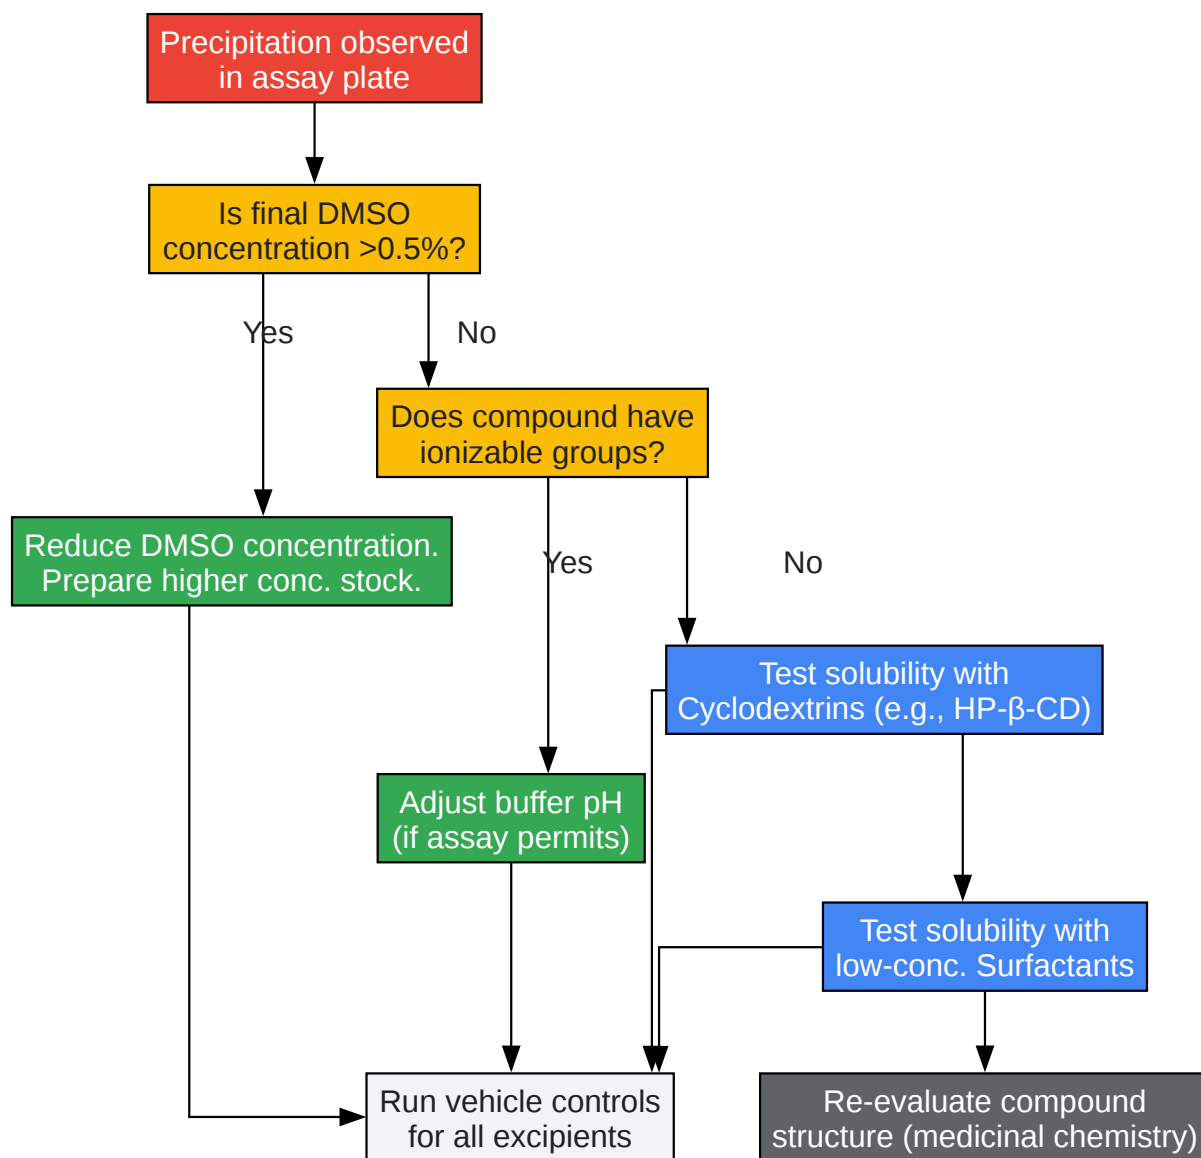 Precipitation observed
in assay plate
Is final DMSO
concentration >0.5%?
Yes
No
Does compound have
ionizable groups?
Reduce DMSO concentration.
Prepare higher conc. stock.
Yes
No
Test solubility with
Cyclodextrins (e.g., HP-β-CD)
Adjust buffer pH
(if assay permits)
Test solubility with
low-conc. Surfactants
Run vehicle controls
for all excipients
Re-evaluate compound
structure (medicinal chemistry)